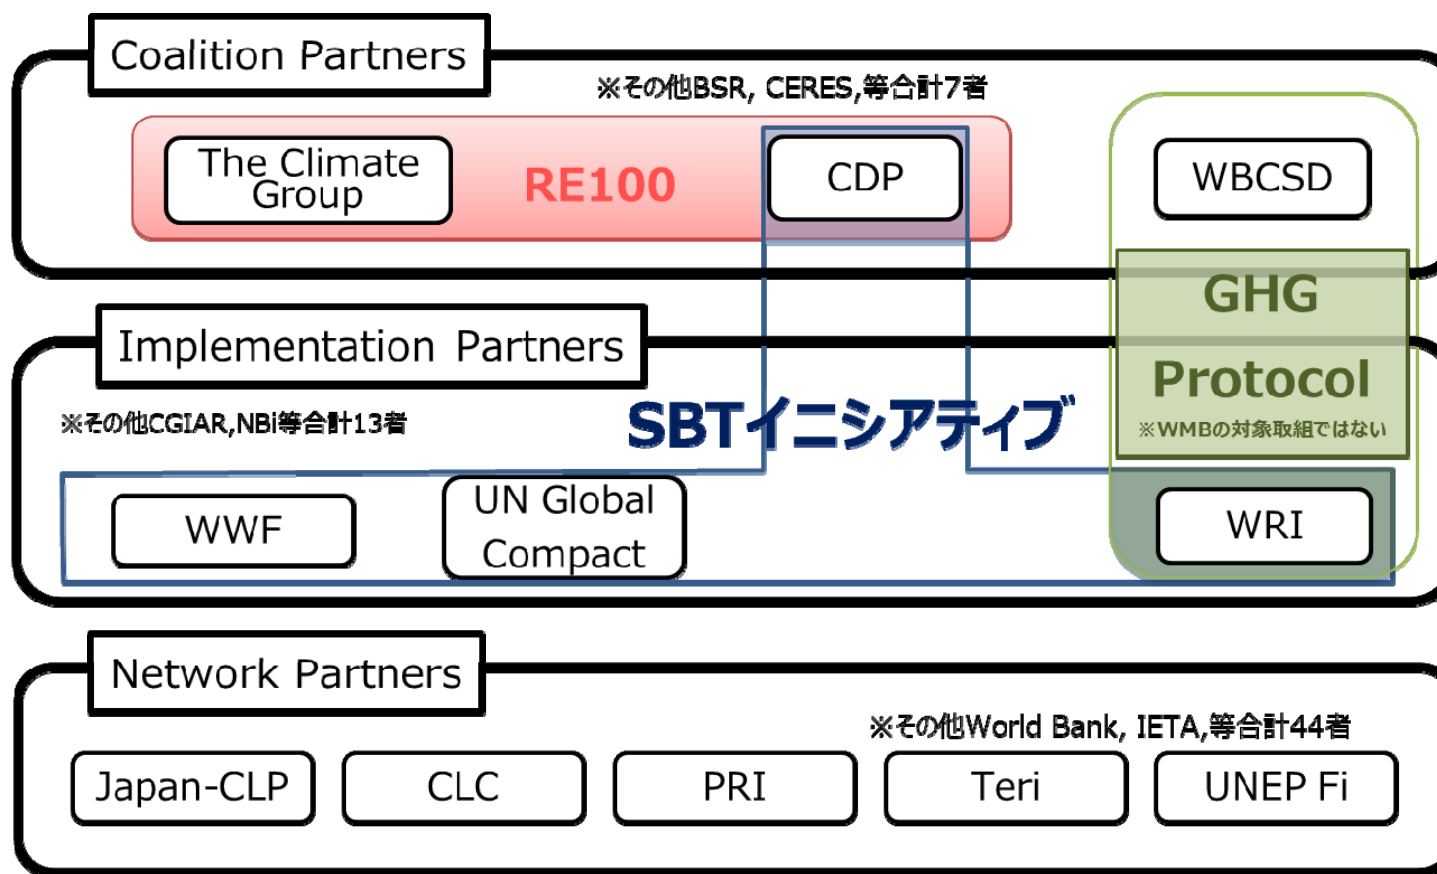 Coalition Partners
※その他BSR, CERES,等合計7者
The Climate
Group
RE100
CDP
WBCSD
GHG
Protocol
※WMBの対象取組ではない
Implementation Partners
※その他CGIAR,NBi等合計13者
SBTイニシアティブ
WWF
UN Global
Compact
WRI
Network Partners
※その他World Bank, IETA,等合計44者
Japan-CLP
CLC
PRI
Teri
UNEP Fi